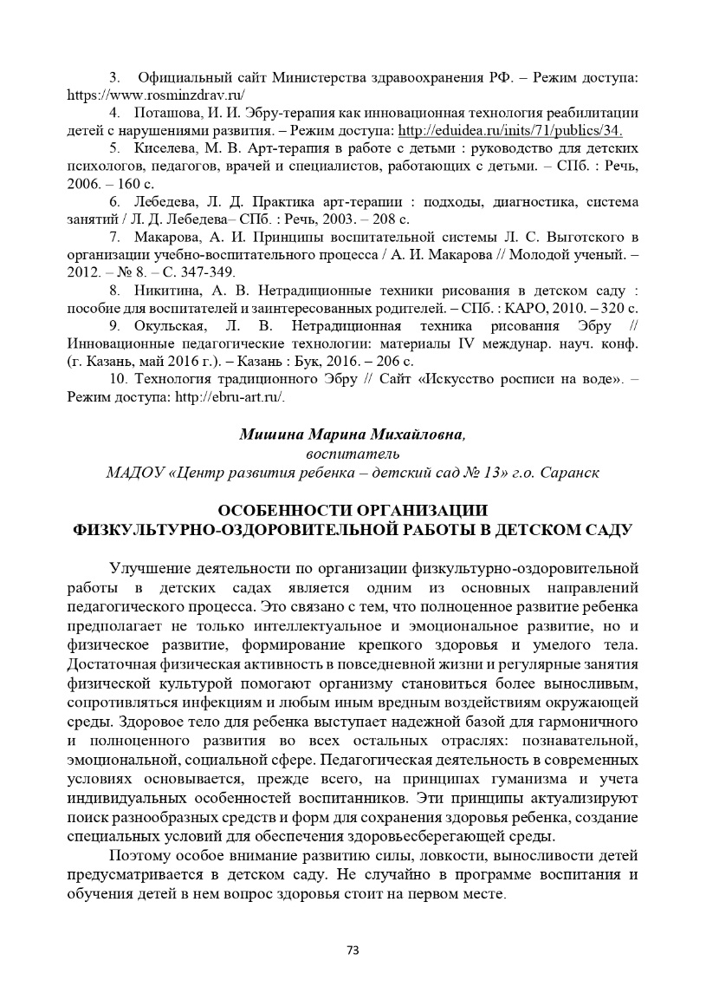 3. Официальный сайт Министерства здравоохранения РФ. – Режим доступа:
https://www.rosminzdrav.ru/
4. Поташова, И. И. Эбру-терапия как инновационная технология реабилитации
детей с нарушениями развития. – Режим доступа: http://eduidea.ru/inits/71/publics/34.
5. Киселева, М. В. Арт-терапия в работе с детьми : руководство для детских
психологов, педагогов, врачей и специалистов, работающих с детьми. – СПб. : Речь,
2006. – 160 с.
6. Лебедева, Л. Д. Практика арт-терапии : подходы, диагностика, система
занятий / Л. Д. Лебедева– СПб. : Речь, 2003. – 208 с.
7. Макарова, А. И. Принципы воспитательной системы Л. С. Выготского в
организации учебно-воспитательного процесса / А. И. Макарова // Молодой ученый. –
2012. – № 8. – С. 347-349.
8. Никитина, А. В. Нетрадиционные техники рисования в детском саду :
пособие для воспитателей и заинтересованных родителей. – СПб. : КАРО, 2010. – 320 с.
9. Окульская, Л. В. Нетрадиционная техника рисования Эбру //
Инновационные педагогические технологии: материалы IV междунар. науч. конф.
(г. Казань, май 2016 г.). – Казань : Бук, 2016. – 206 с.
10. Технология традиционного Эбру // Сайт «Искусство росписи на воде». –
Режим доступа: http://ebru-art.ru/.
Мишина Марина Михайловна,
воспитатель
МАДОУ «Центр развития ребенка – детский сад № 13» г.о. Саранск
ОСОБЕННОСТИ ОРГАНИЗАЦИИ
ФИЗКУЛЬТУРНО-ОЗДОРОВИТЕЛЬНОЙ РАБОТЫ В ДЕТСКОМ САДУ
Улучшение деятельности по организации физкультурно-оздоровительной
работы в детских садах является одним из основных направлений
педагогического процесса. Это связано с тем, что полноценное развитие ребенка
предполагает не только интеллектуальное и эмоциональное развитие, но и
физическое развитие, формирование крепкого здоровья и умелого тела.
Достаточная физическая активность в повседневной жизни и регулярные занятия
физической культурой помогают организму становиться более выносливым,
сопротивляться инфекциям и любым иным вредным воздействиям окружающей
среды. Здоровое тело для ребенка выступает надежной базой для гармоничного
и полноценного развития во всех остальных отраслях: познавательной,
эмоциональной, социальной сфере. Педагогическая деятельность в современных
условиях основывается, прежде всего, на принципах гуманизма и учета
индивидуальных особенностей воспитанников. Эти принципы актуализируют
поиск разнообразных средств и форм для сохранения здоровья ребенка, создание
специальных условий для обеспечения здоровьесберегающей среды.
Поэтому особое внимание развитию силы, ловкости, выносливости детей
предусматривается в детском саду. Не случайно в программе воспитания и
обучения детей в нем вопрос здоровья стоит на первом месте.
73